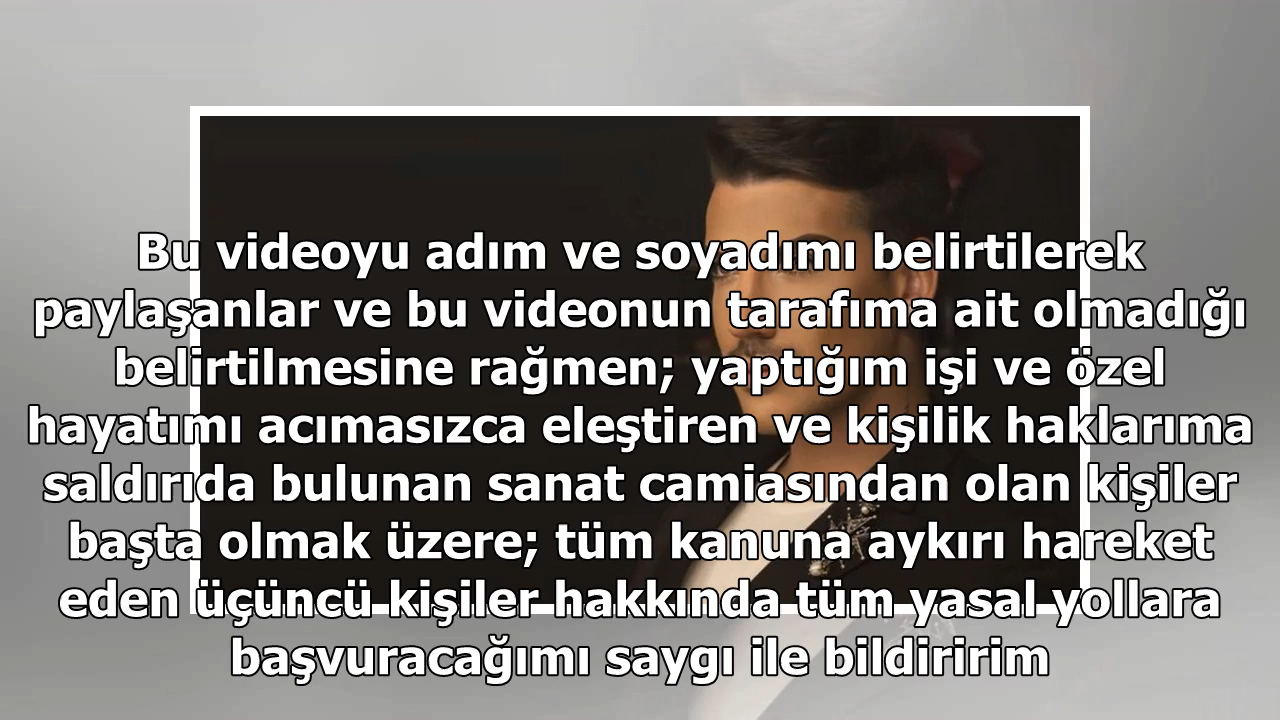 Bu videoyu adım ve soyadımı belirtilerek
paylaşanlar ve bu videonun tarafıma ait olmadığı
belirtilmesine rağmen; yaptığım işi ve özel
hayatımı acımasızca eleştiren ve kişilik haklarıma
saldırıda bulunan sanat camiasından olan kişiler
başta olmak üzere; tüm kanuna aykırı hareket
eden üçüncü kişiler hakkında tüm yasal yollara
başvuracağımı saygı ile bildiririm